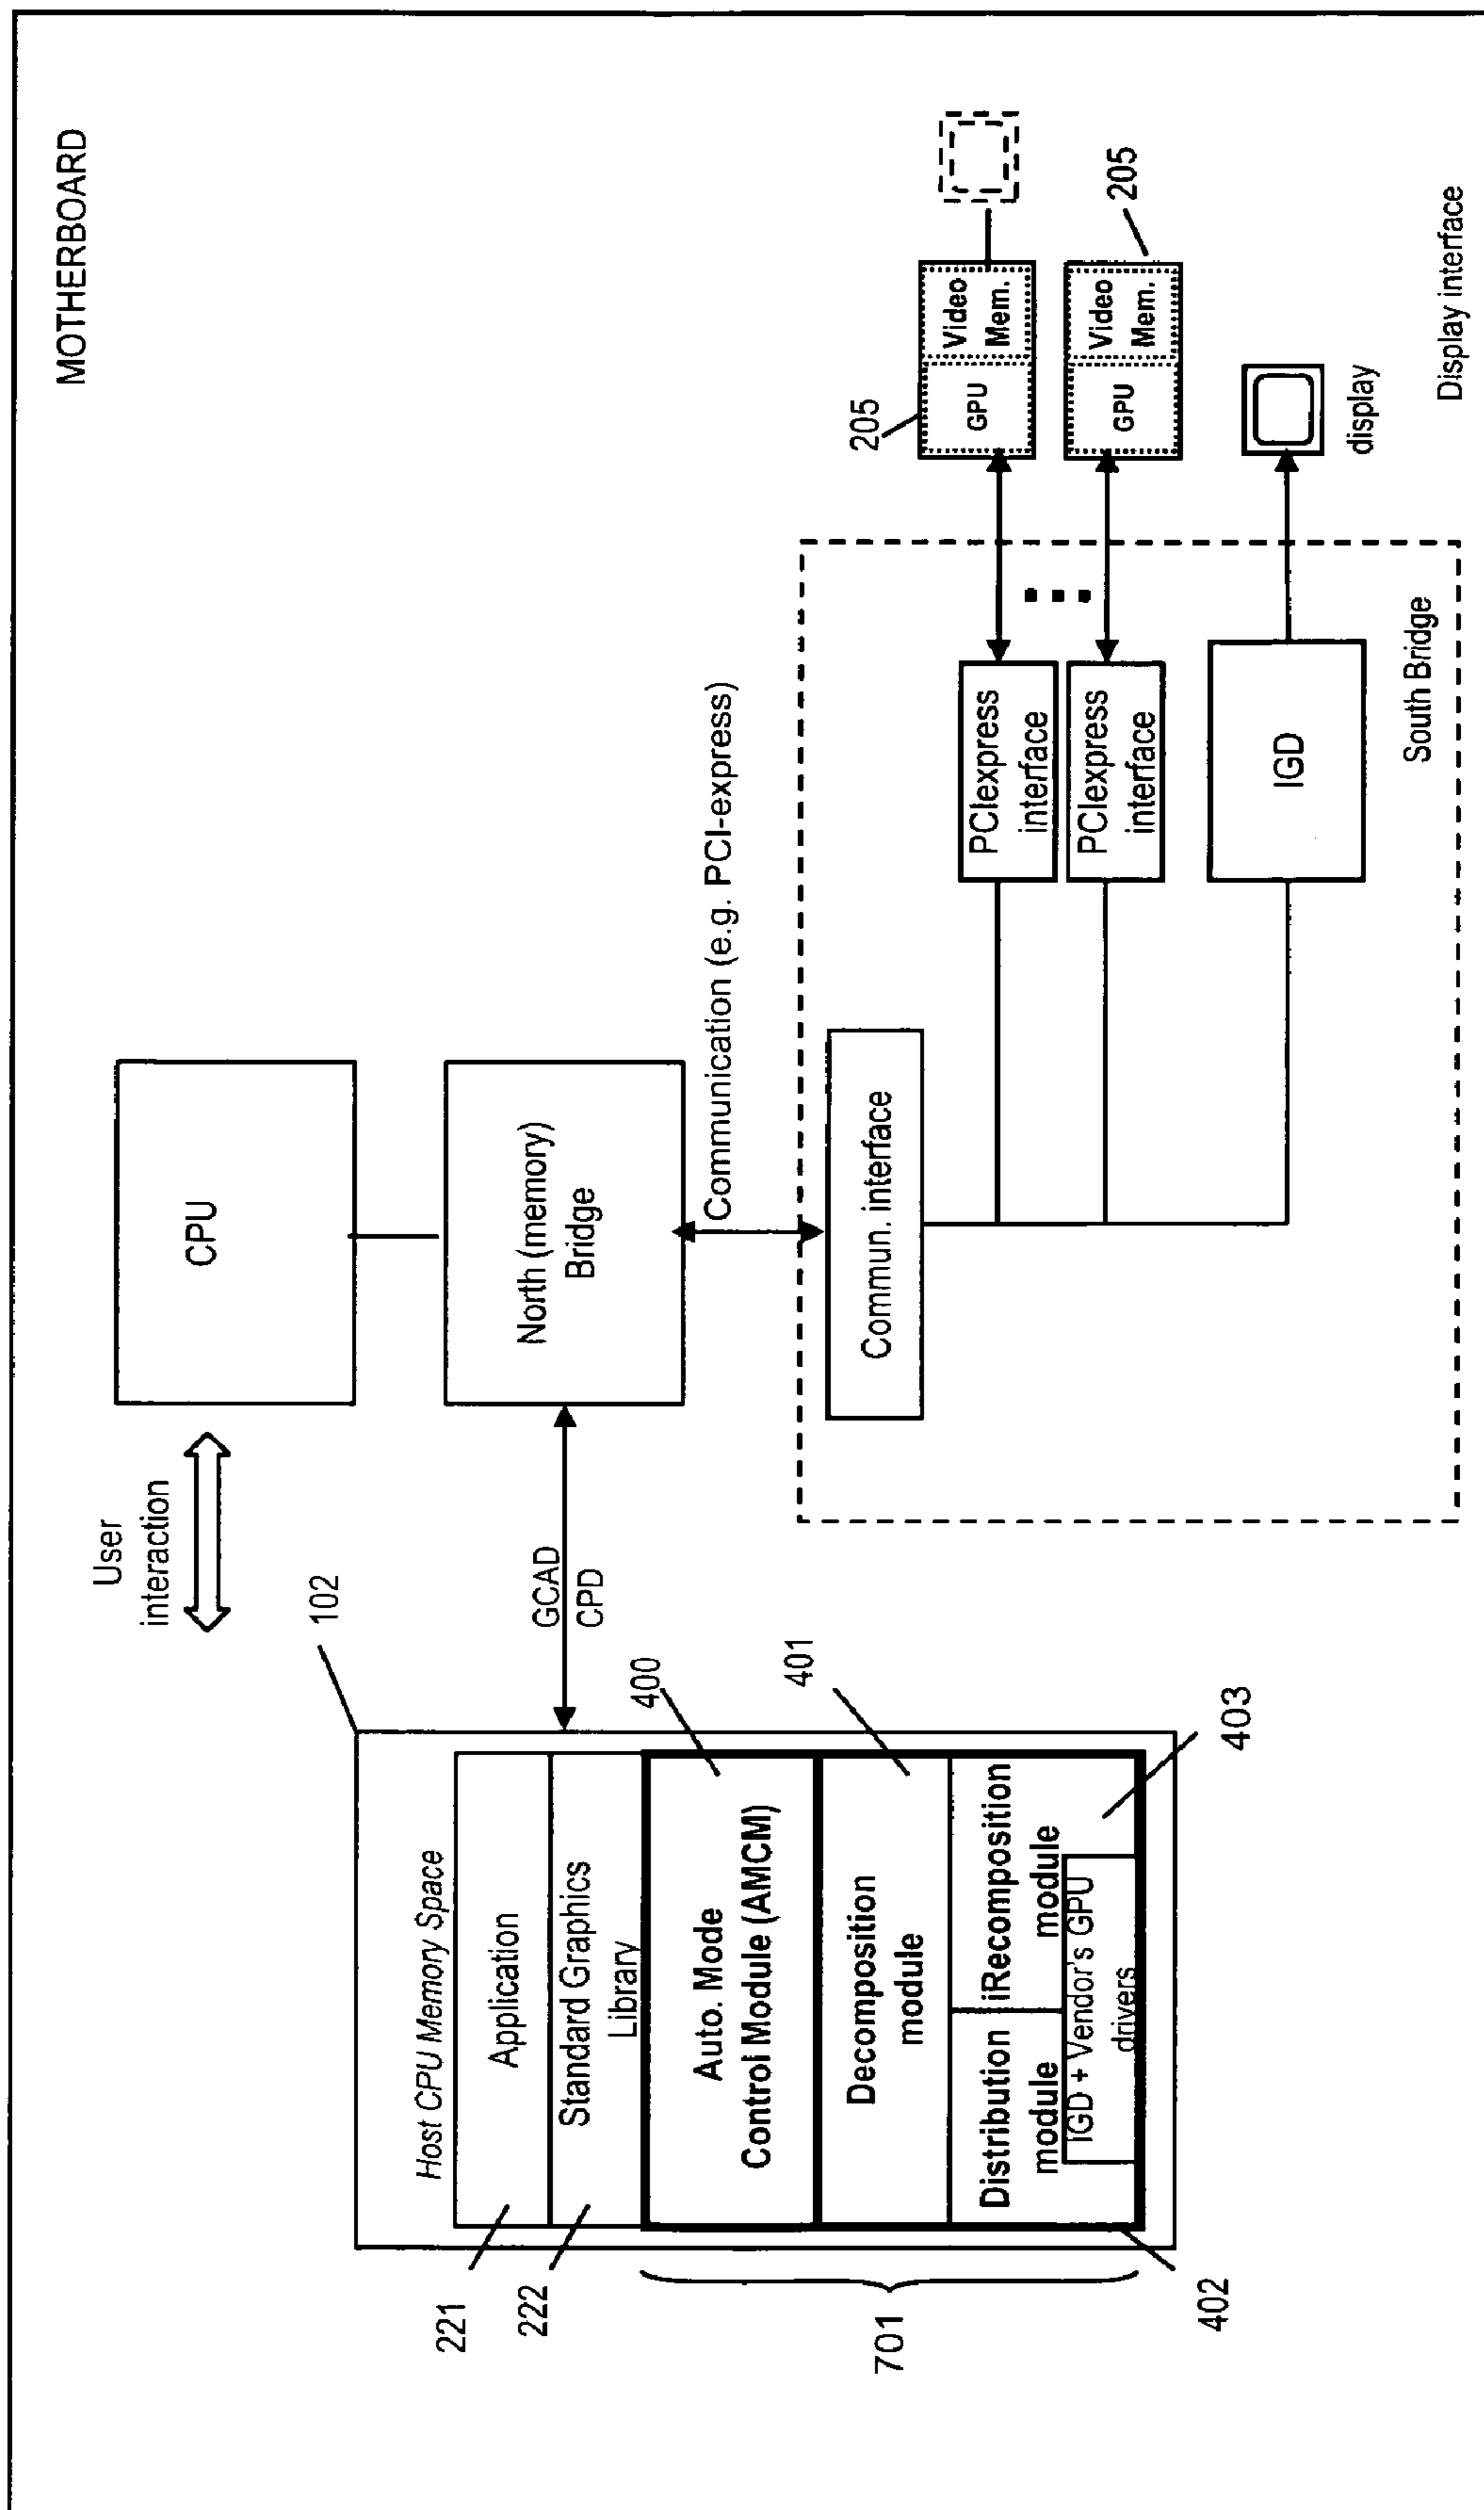 MOTHERBOARD
User
interaction
CPU
102
Host CPU Memory Space
221
Application
222
Standard Graphics
Library
GCAD
CPD
North (memory)
Bridge
Communication (e.g. PCI-express)
400
Auto. Mode
Control Module (AMCM)
701
401
Decomposition
module
Distribution
module
iRecomposition
module
IGD + Vendor's GPU
drivers
402
403
Commun. interface
PCIexpress
interface
PCIexpress
interface
IGD
South Bridge
205
GPU
Video
Mem.
205
GPU
Video
Mem.
display
Display interface